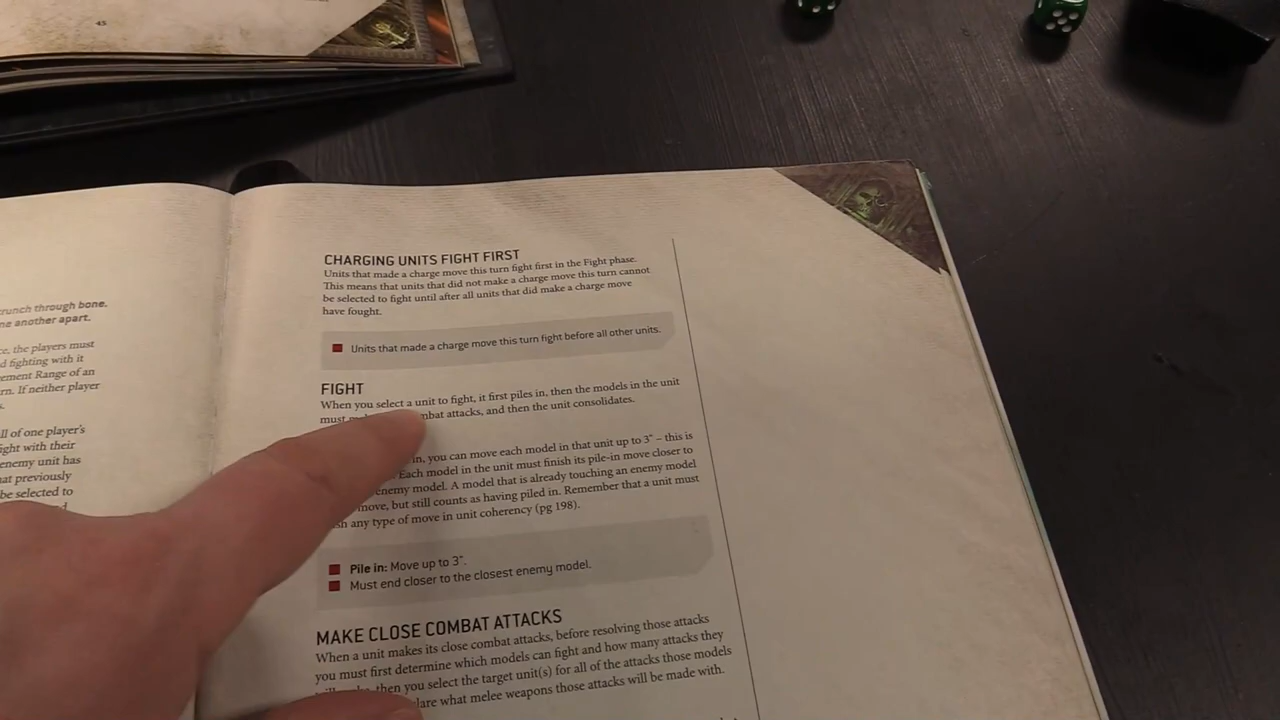 45
crunch through bone.
one another apart.
the players must
fighting with it
Range of an
If neither player
all of one player's
fight with their
enemy unit has
that previously
be selected to
CHARGING UNITS FIGHT FIRST
Units that made a charge move this turn fight first in the Fight phase.
This means that units that did not make a charge move this turn cannot
be selected to fight until after all units that did make a charge move
have fought.
Units that made a charge move this turn fight before all other units.
FIGHT
When you select a unit to fight, it first piles in, then the models in the unit
must attacks, and then the unit consolidates.
in, you can move each model in that unit up to 3" – this is
Each model in the unit must finish its pile-in move closer to
enemy model. A model that is already touching an enemy model
move, but still counts as having piled in. Remember that a unit must
any type of move in unit coherency (pg 198).
Pile in: Move up to 3".
Must end closer to the closest enemy model.
MAKE CLOSE COMBAT ATTACKS
When a unit makes its close combat attacks, before resolving those attacks
you must first determine which models can fight and how many attacks they
then you select the target unit(s) for all of the attacks those models
what melee weapons those attacks will be made with.